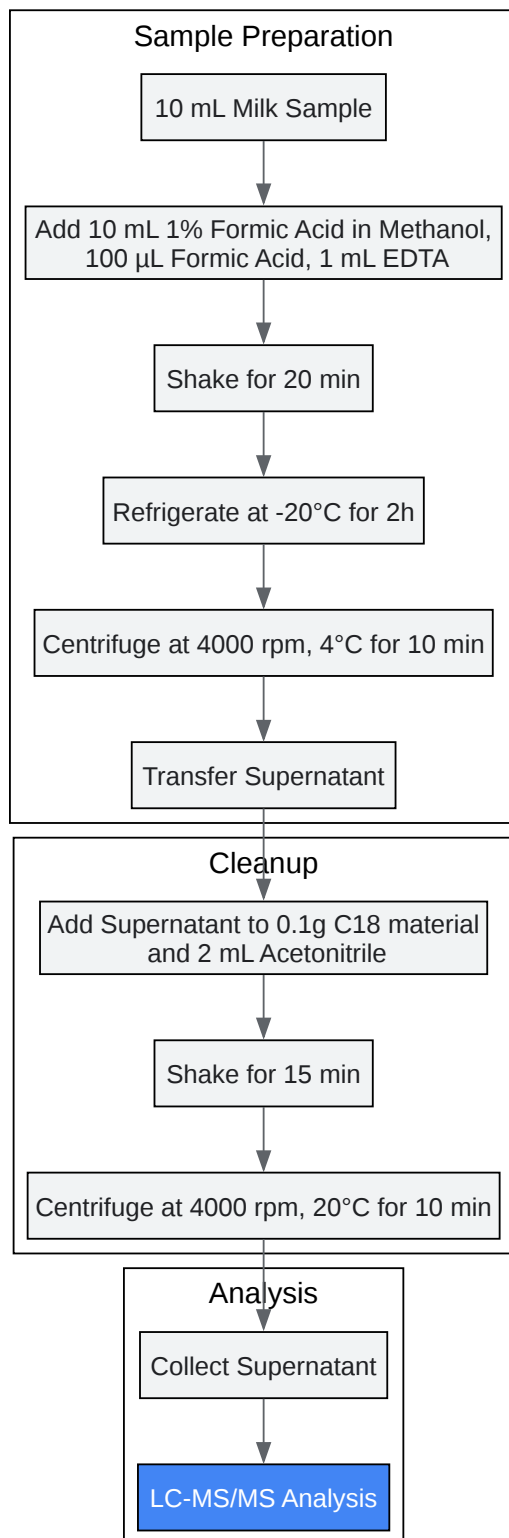 Sample Preparation
10 mL Milk Sample
Add 10 mL 1% Formic Acid in Methanol,
100 µL Formic Acid, 1 mL EDTA
Shake for 20 min
Refrigerate at -20°C for 2h
Centrifuge at 4000 rpm, 4°C for 10 min
Transfer Supernatant
Cleanup
Add Supernatant to 0.1g C18 material
and 2 mL Acetonitrile
Shake for 15 min
Centrifuge at 4000 rpm, 20°C for 10 min
Analysis
Collect Supernatant
LC-MS/MS Analysis